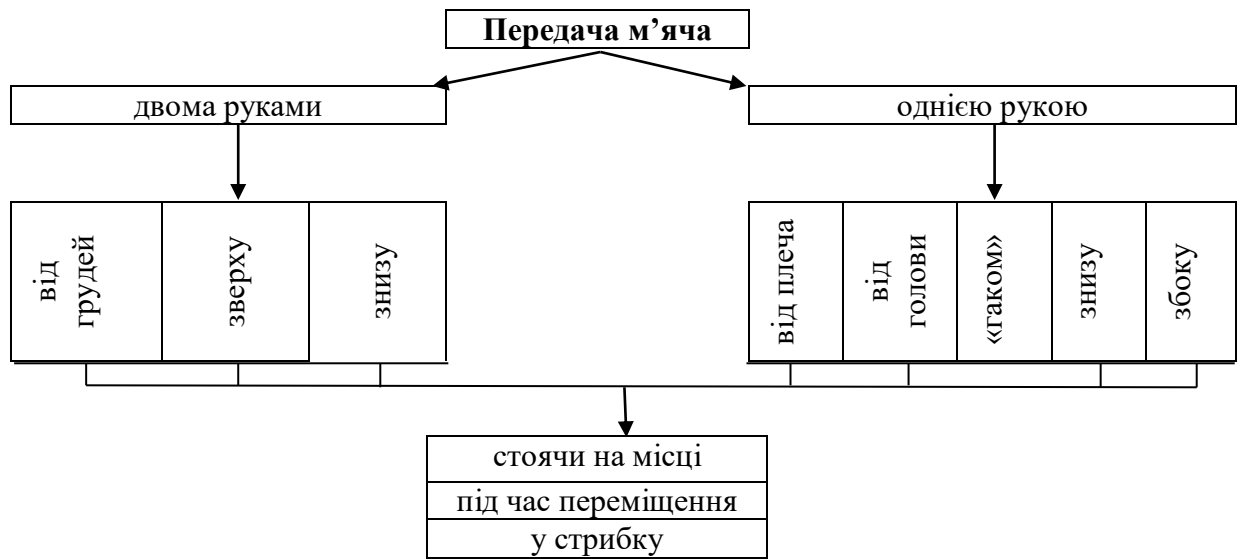 Передача м’яча
двома руками
однією рукою
від
грудей
зверху
знизу
від плеча
від
голови
«гаком»
знизу
збоку
стоячи на місці
під час переміщення
у стрибку